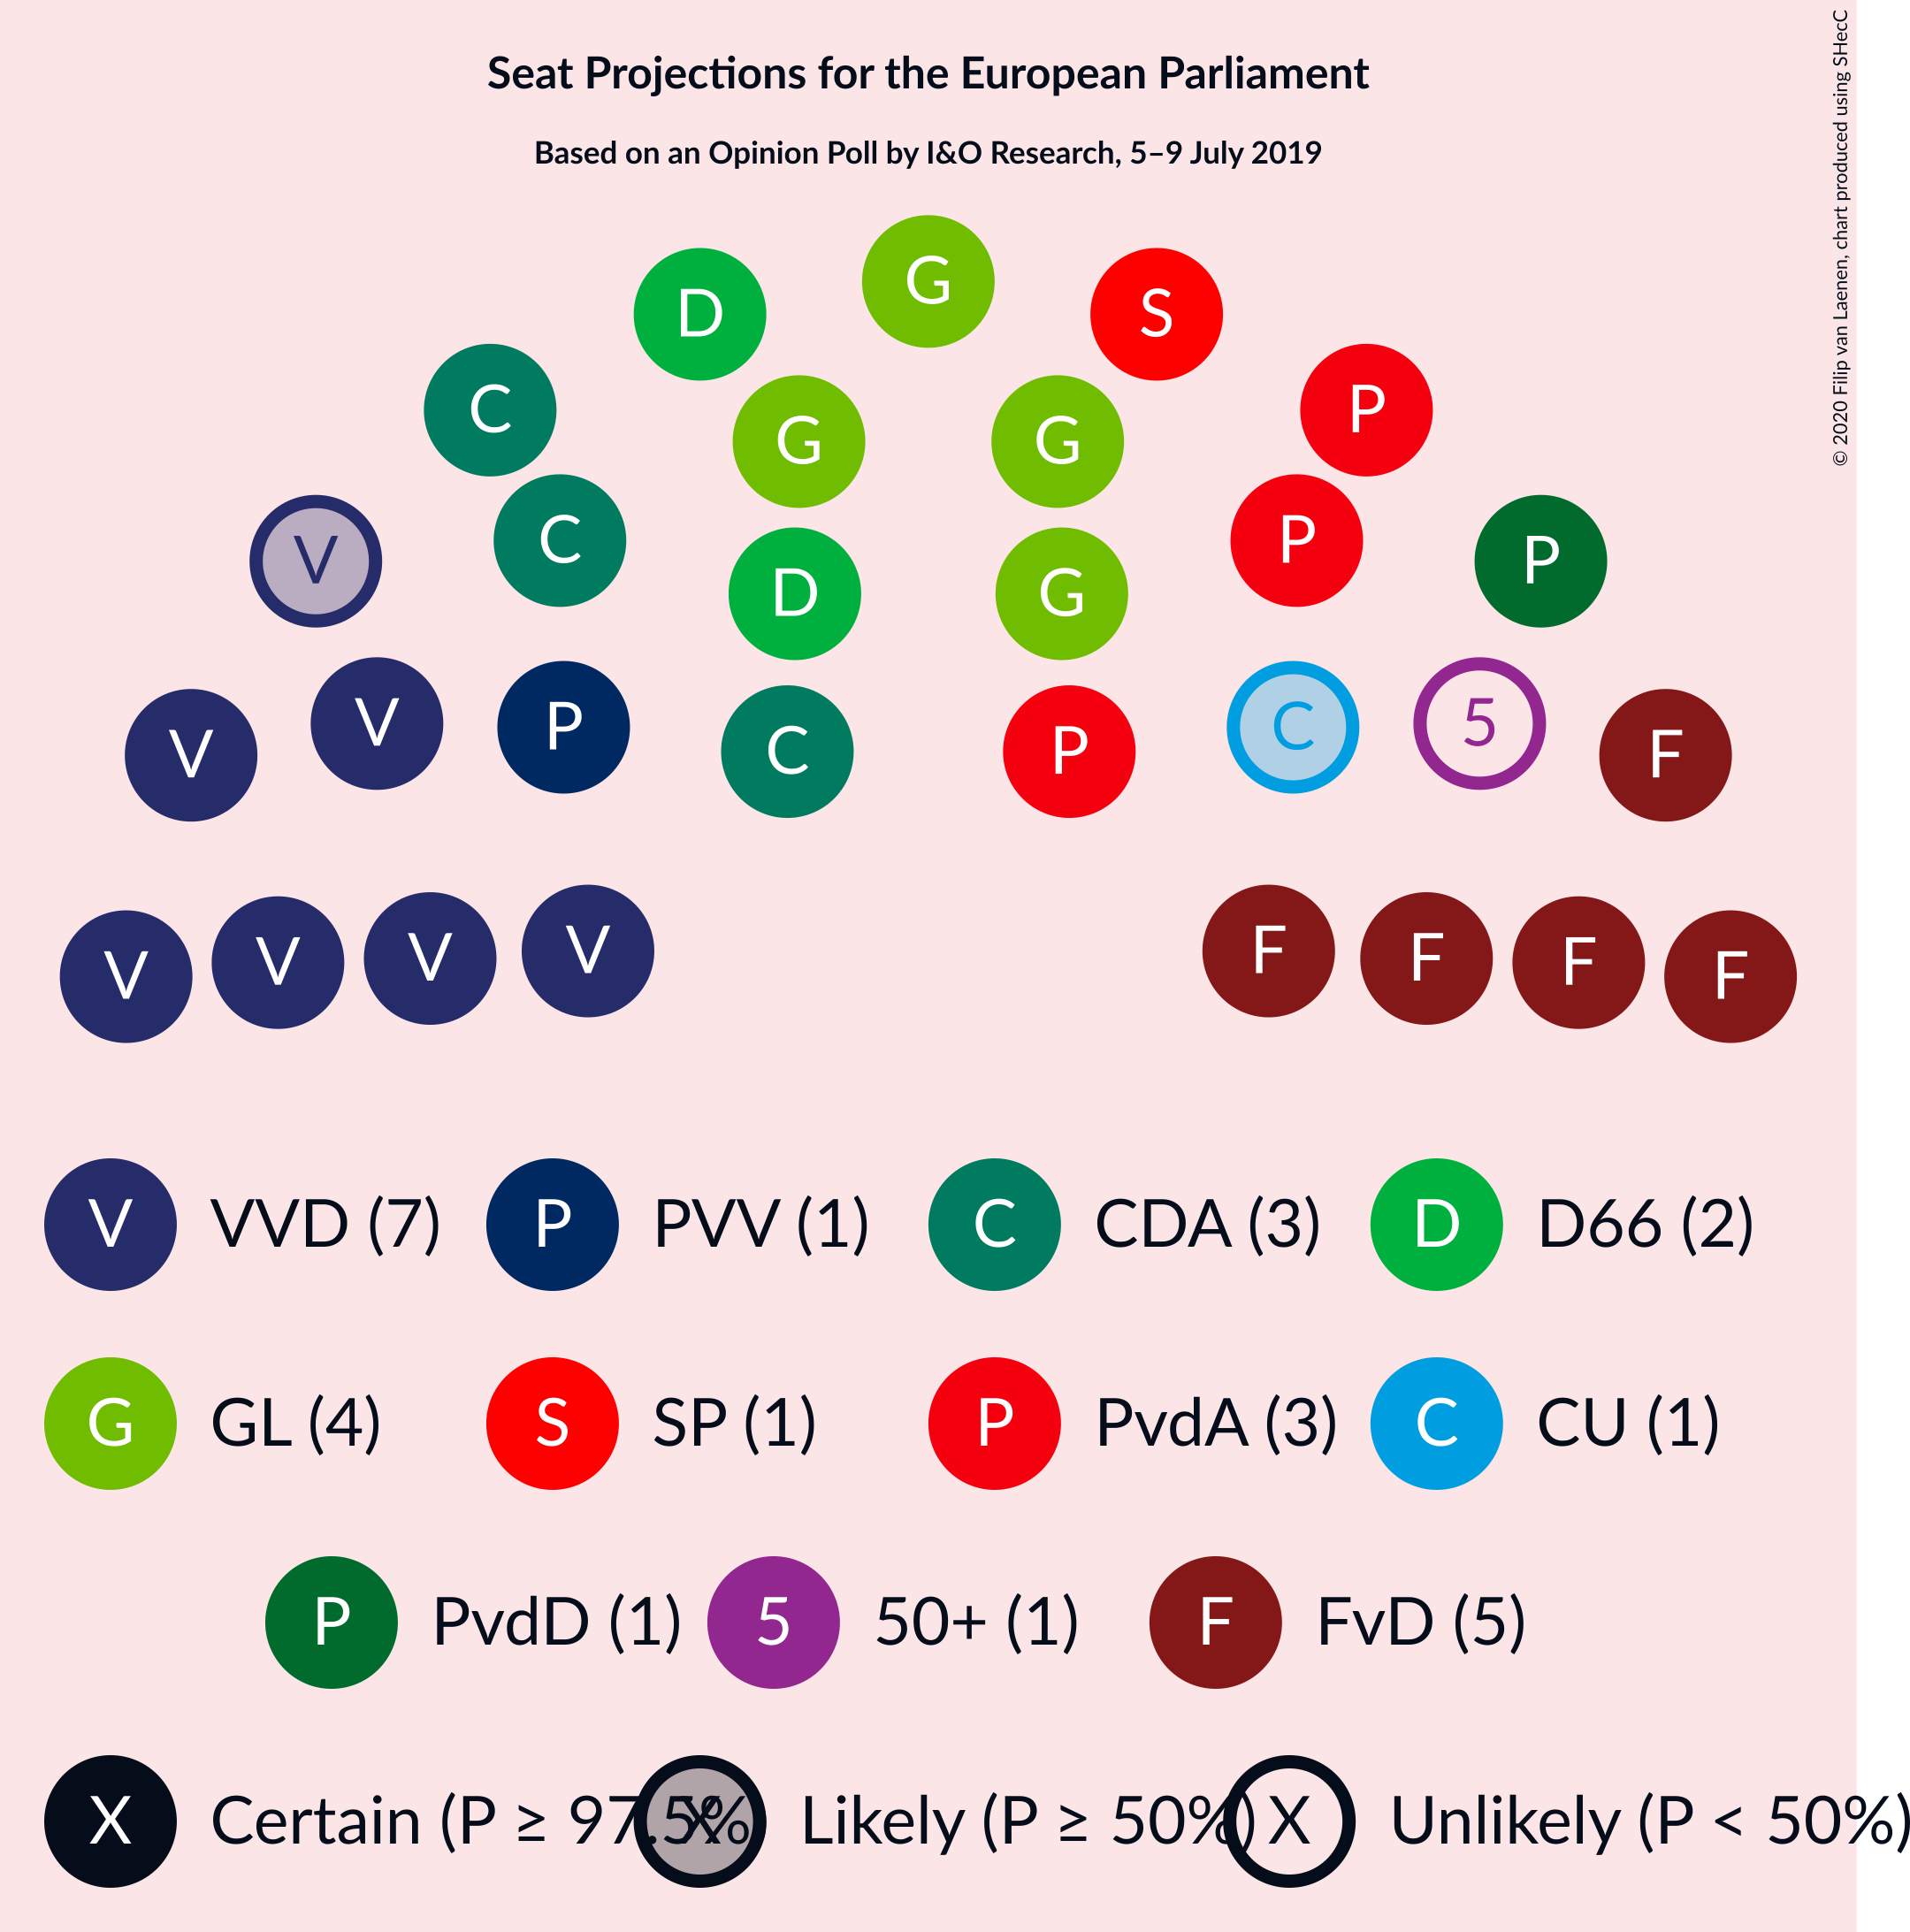 Seat Projections for the European Parliament
Based on an Opinion Poll by I&O Research, 5–9 July 2019
© 2020 Filip van Laenen, chart produced using SHecC
G
D S
C P
G G
C P
V P
D G
V P C 5
V C P F
V V V V F F F F
V VVD (7) P PVV (1) C CDA (3) D D66 (2)
G GL (4) S SP (1) P PvdA (3) C CU (1)
P PvdD (1) 5 50+ (1) F FvD (5)
X Certain (P ≥ 97.5% X Likely (P ≥ 50%) X Unlikely (P < 50%)